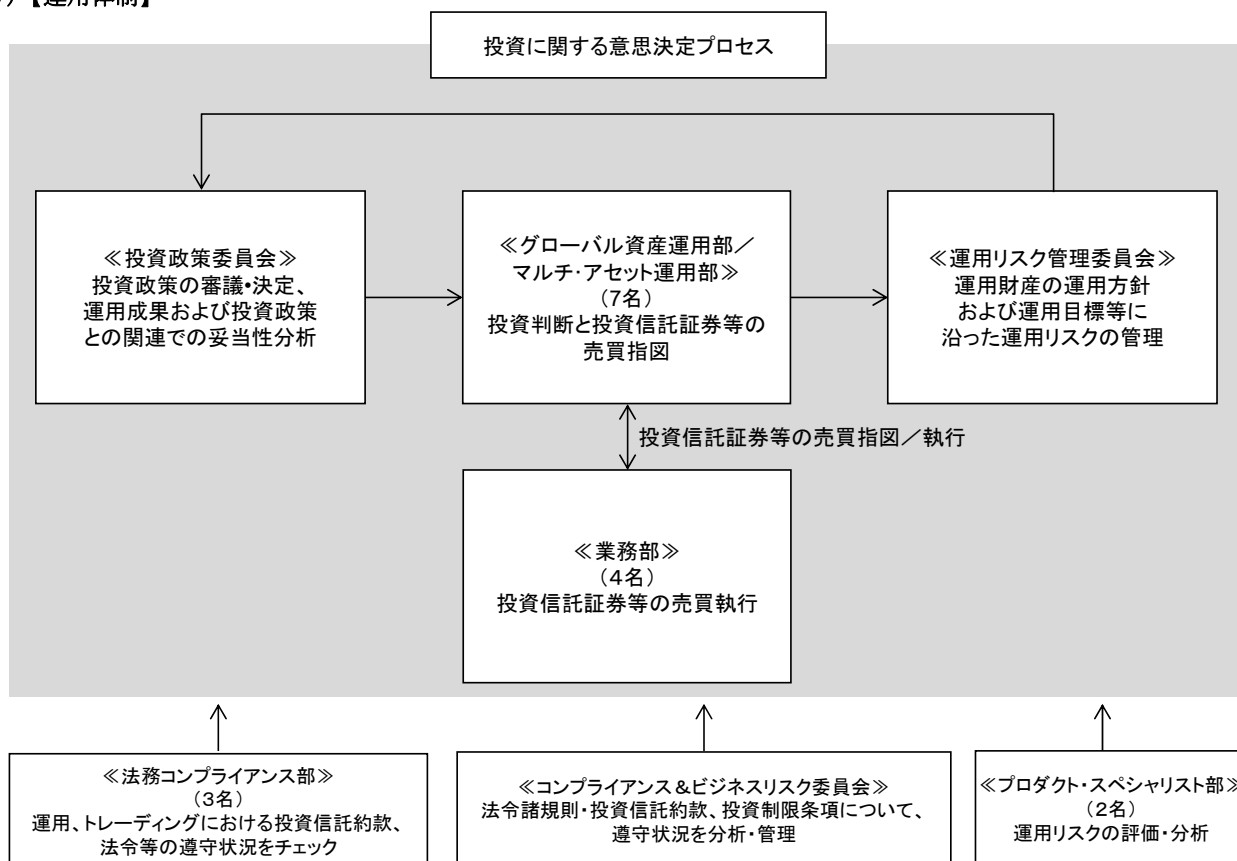 【運用体制】
投資に関する意思決定プロセス
≪投資政策委員会≫
投資政策の審議・決定、
運用成果および投資政策
との関連での妥当性分析
≪グローバル資産運用部／
マルチ・アセット運用部≫
（７名）
投資判断と投資信託証券等の
売買指図
≪運用リスク管理委員会≫
運用財産の運用方針
および運用目標等に
沿った運用リスクの管理
投資信託証券等の売買指図／執行
≪業務部≫
（４名）
投資信託証券等の売買執行
≪法務コンプライアンス部≫
（３名）
運用、トレーディングにおける投資信託約款、
法令等の遵守状況をチェック
≪コンプライアンス＆ビジネスリスク委員会≫
法令諸規則・投資信託約款、投資制限条項について、
遵守状況を分析・管理
≪プロダクト・スペシャリスト部≫
（２名）
運用リスクの評価・分析